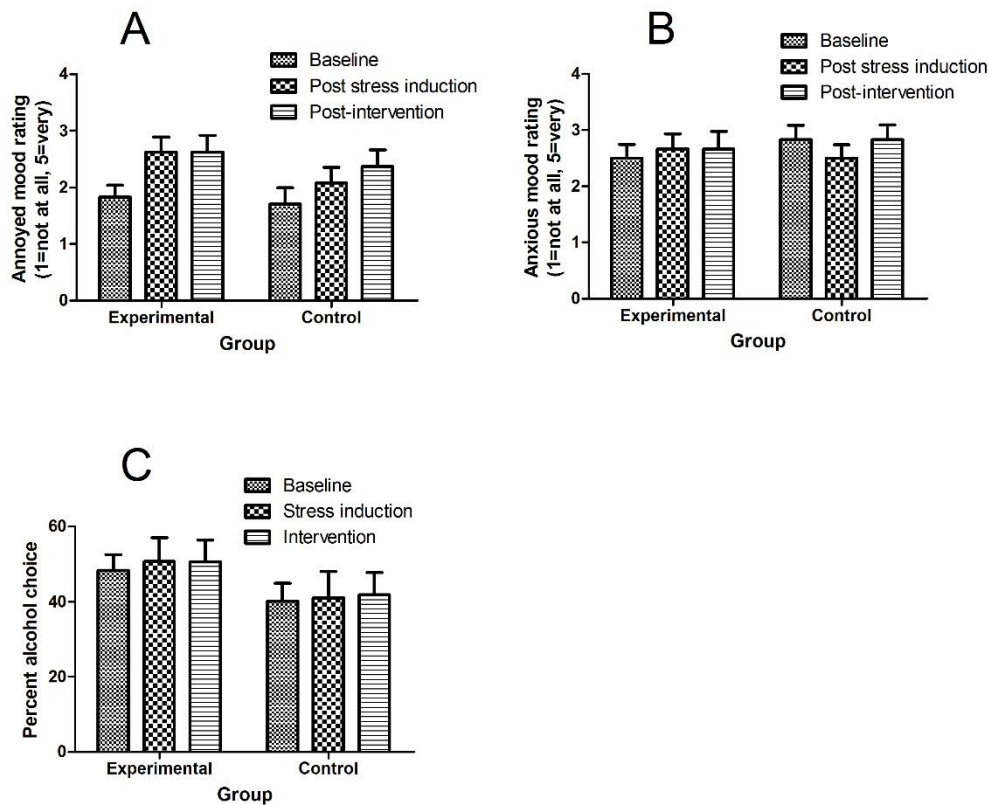 A
Baseline
Post stress induction
Post-intervention
Annoyed mood rating
(1=not at all, 5=very)
4
3
2
1
0
Experimental
Control
Group
B
Baseline
Post stress induction
Post-intervention
Anxious mood rating
(1=not at all, 5=very)
4
3
2
1
0
Experimental
Control
Group
C
Baseline
Stress induction
Intervention
Percent alcohol choice
60
40
20
0
Experimental
Control
Group